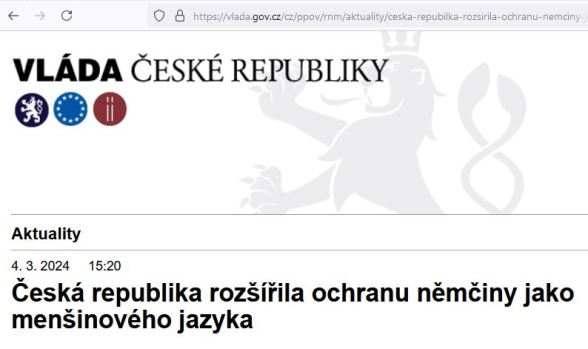 https://vlada.gov.cz/cz/ppov/rnm/aktuality/ceska-republika-rozsirila-ochranu-nemciny-
VLÁDA ČESKÉ REPUBLIKY
Aktuality
4. 3. 2024 15:20
Česká republika rozšířila ochranu němčiny jako
menšinového jazyka